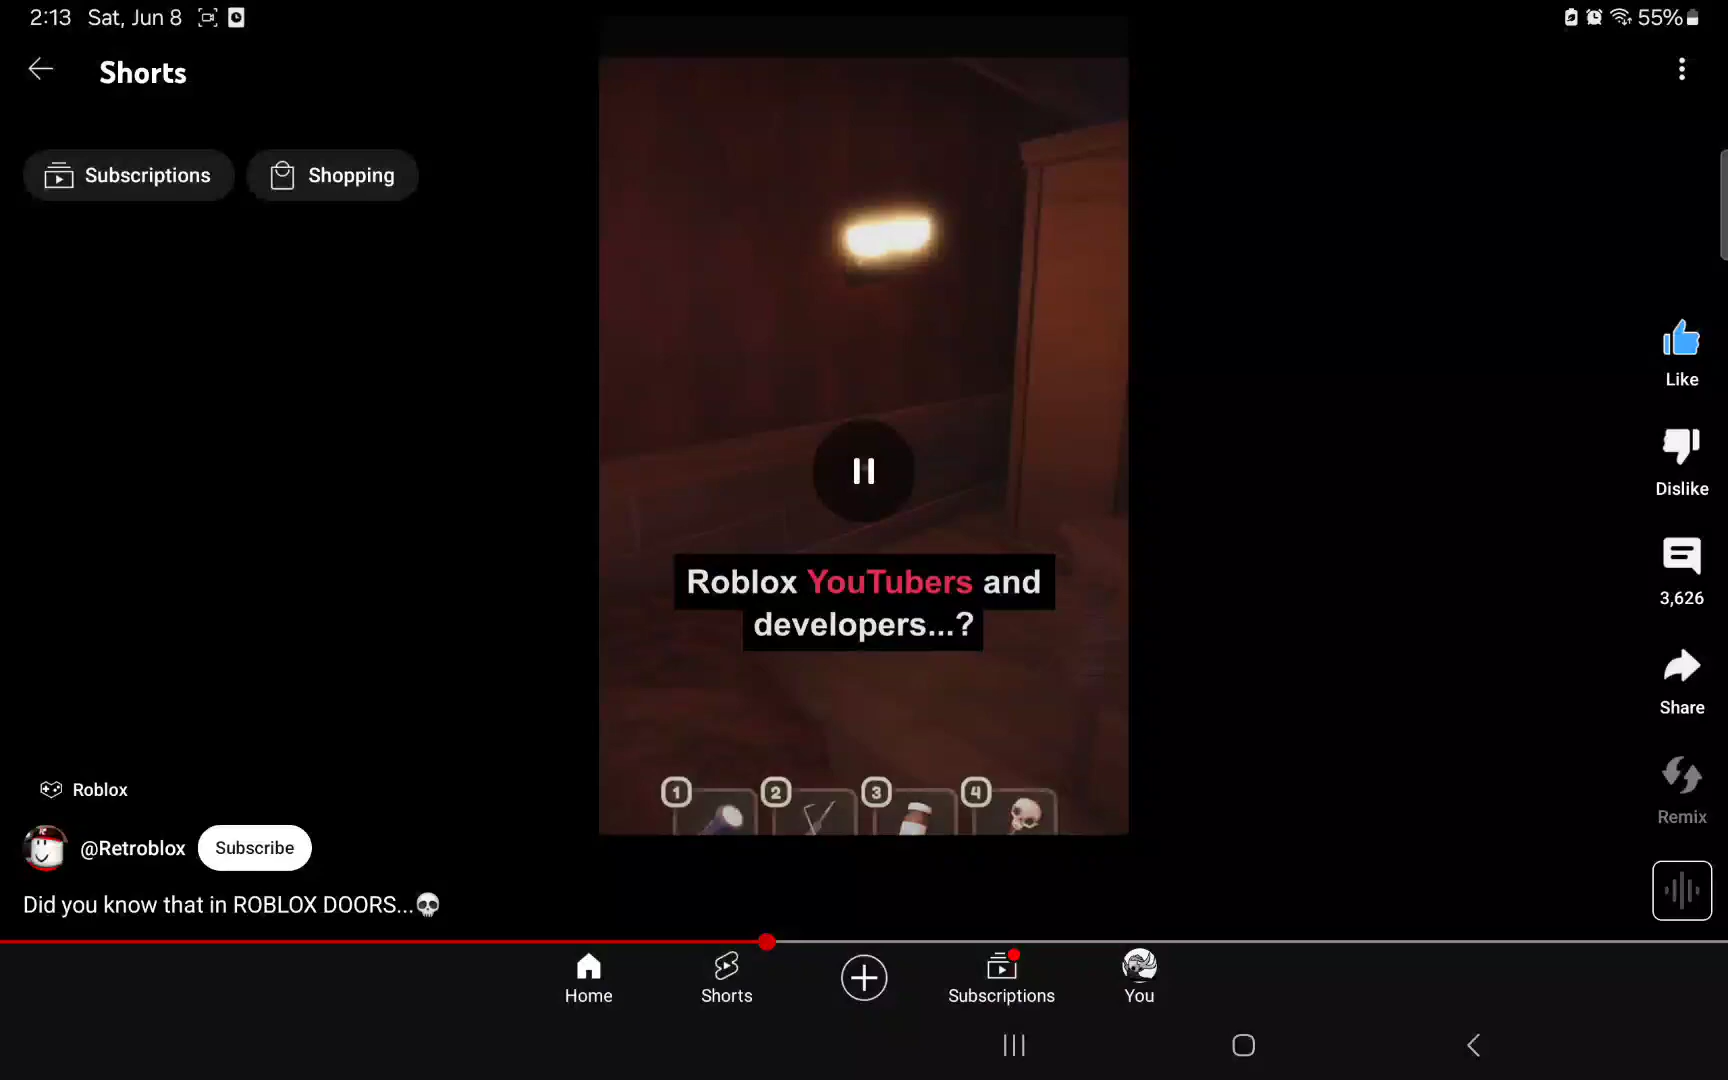 2:13 Sat, Jun 8
55%
Shorts
Subscriptions
Shopping
Like
Dislike
3,626
Share
Remix
Roblox YouTubers and
developers...?
1 2 3 4
Roblox
@Retroblox Subscribe
Did you know that in ROBLOX DOORS...💀
Home
Shorts
Subscriptions
You